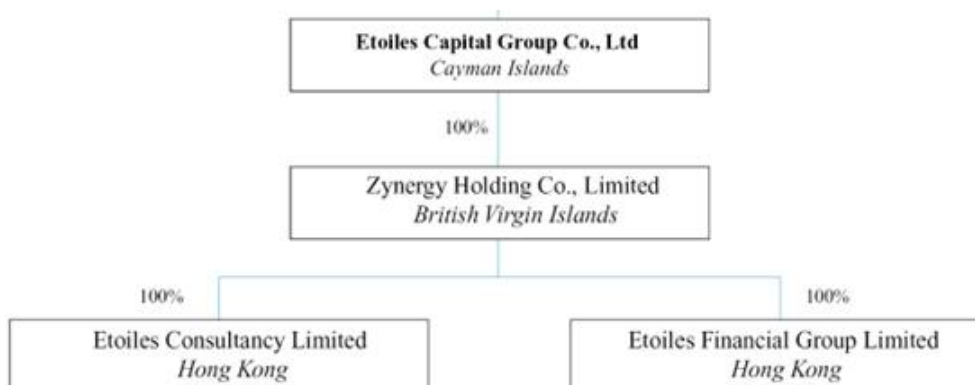 Etoiles Capital Group Co., Ltd
Cayman Islands
100%
Zynergy Holding Co., Limited
British Virgin Islands
100%
100%
Etoiles Consultancy Limited
Hong Kong
Etoiles Financial Group Limited
Hong Kong